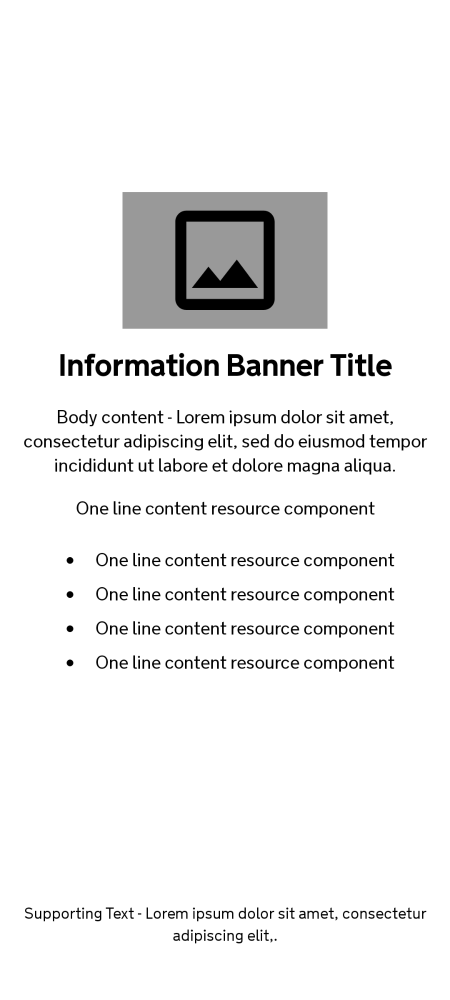 Information Banner Title
Body content - Lorem ipsum dolor sit amet,
consectetur adipiscing elit, sed do eiusmod tempor
incididunt ut labore et dolore magna aliqua.
One line content resource component
• One line content resource component
• One line content resource component
• One line content resource component
• One line content resource component
Supporting Text - Lorem ipsum dolor sit amet, consectetur
adipiscing elit,.